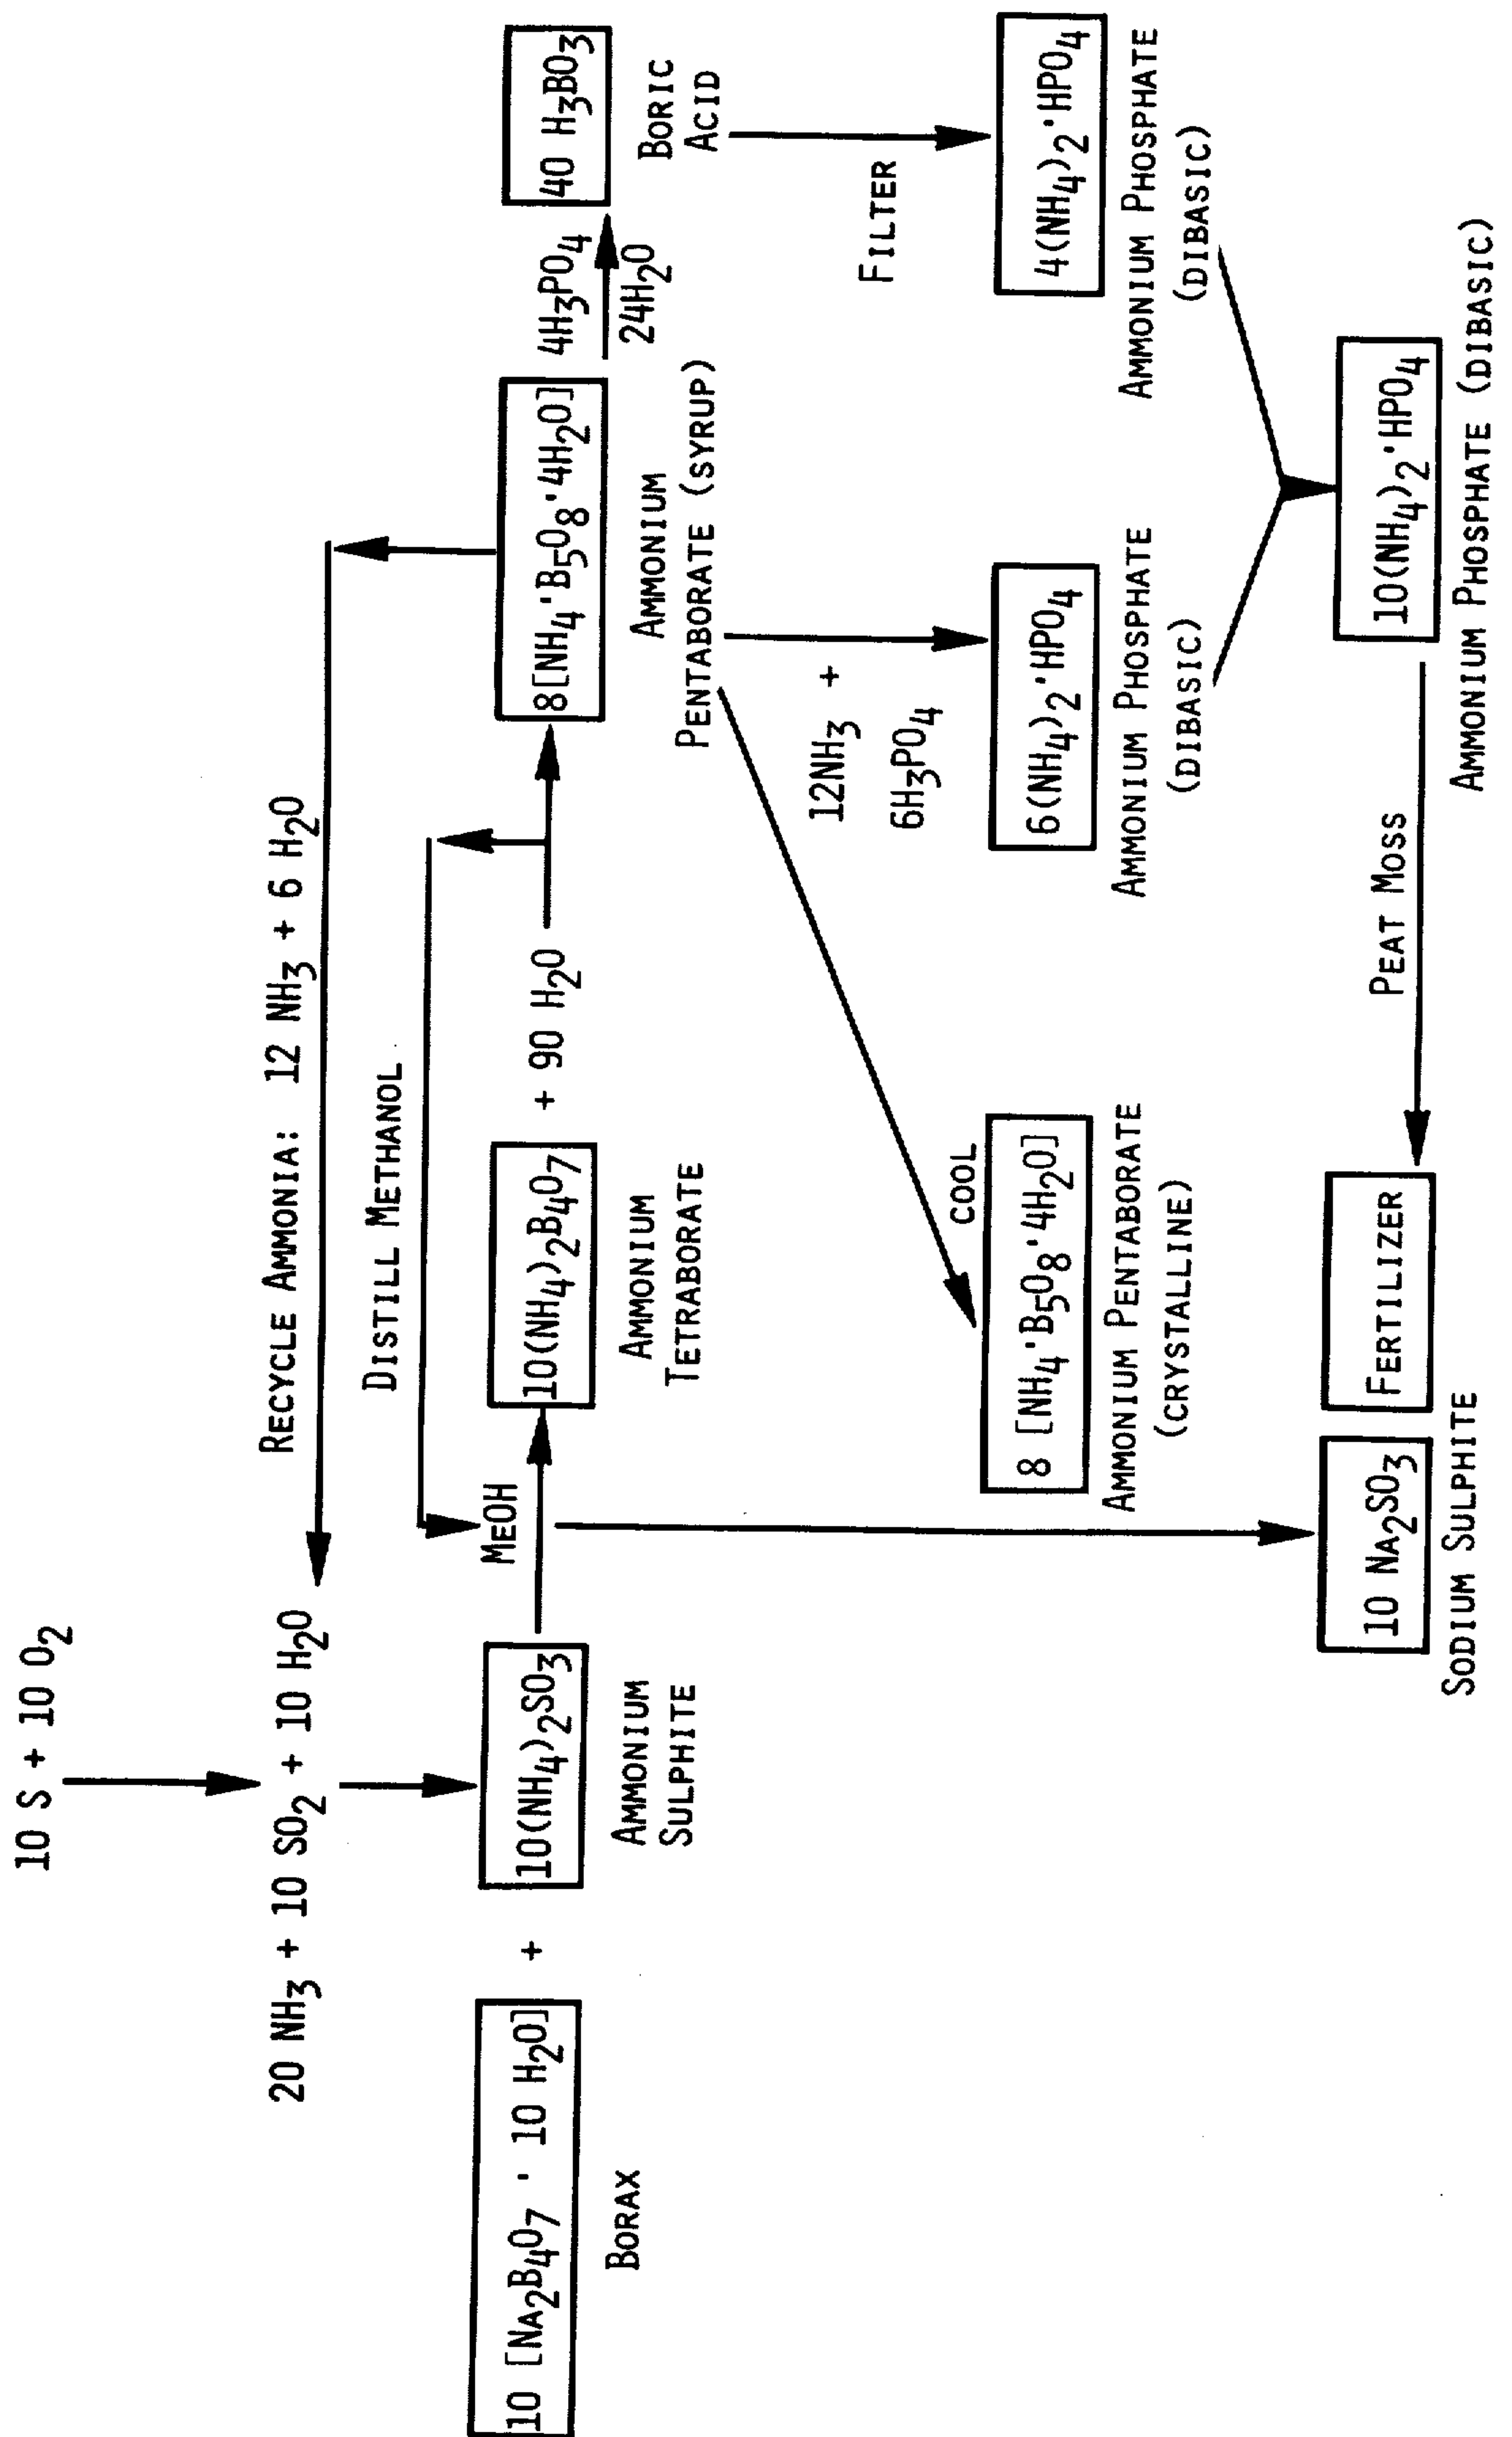 10 S + 10 O2
20 NH3 + 10 SO2 + 10 H2O
RECYCLE AMMONIA: 12 NH3 + 6 H2O
DISTILL METHANOL
10 [NA2B4O7 · 10 H2O]
+
10(NH4)2SO3
MEOH
10(NH4)2B4O7
+ 90 H2O
8[NH4·B5O8·4H2O]
4H3PO4
24H2O
40 H3BO3
BORAX
AMMONIUM
SULPHITE
AMMONIUM
TETRABORATE
AMMONIUM
PENTABORATE (SYRUP)
BORIC
ACID
12NH3 +
6H3PO4
FILTER
COOL
8 [NH4·B5O8·4H2O]
AMMONIUM PENTABORATE
(CRYSTALLINE)
6(NH4)2·HPO4
AMMONIUM PHOSPHATE
(DIBASIC)
4(NH4)2·HPO4
AMMONIUM PHOSPHATE
(DIBASIC)
10 NA2SO3
SODIUM SULPHITE
FERTILIZER
PEAT MOSS
10(NH4)2·HPO4
AMMONIUM PHOSPHATE (DIBASIC)